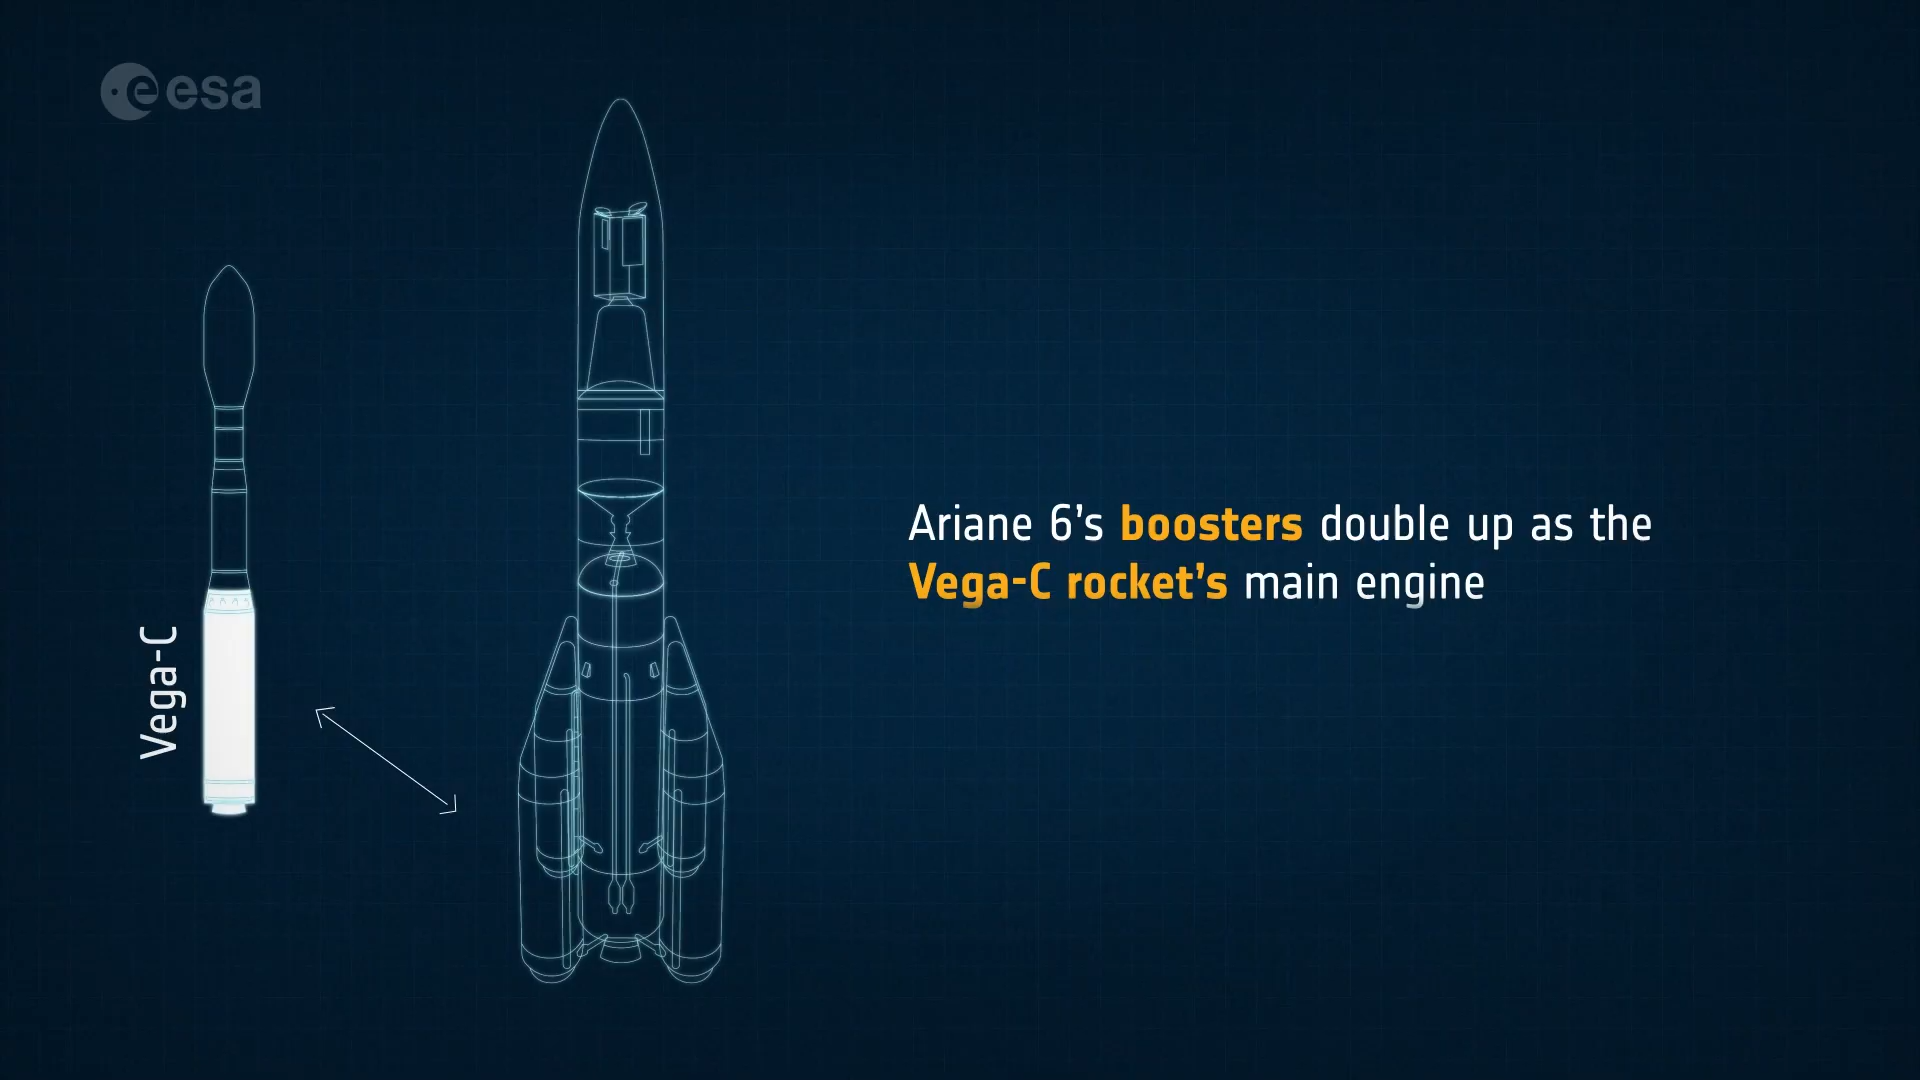 esa
Ariane 6’s boosters double up as the
Vega-C rocket’s main engine
Vega-C